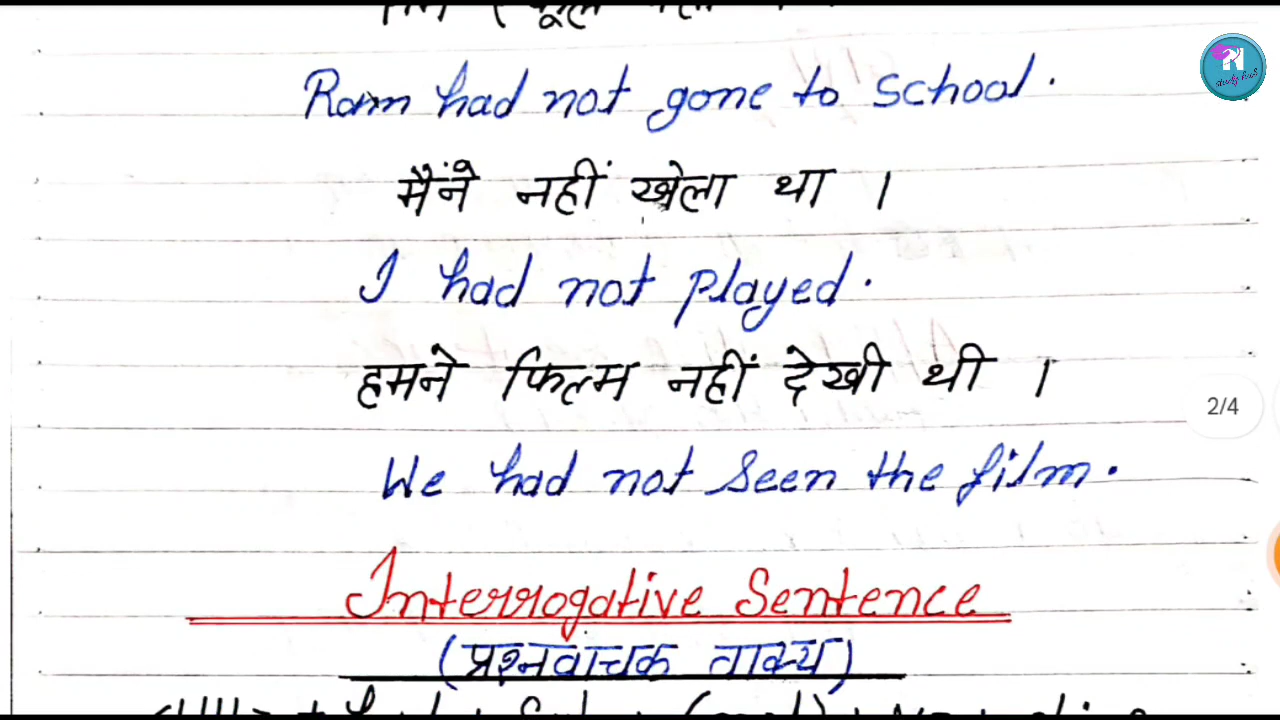 Ram had not gone to school.
मैंने नहीं खेला था ।
I had not played.
हमने फिल्म नहीं देखी थी ।
2/4
We had not seen the film.
Interrogative Sentence
(प्रश्नवाचक वाक्य)